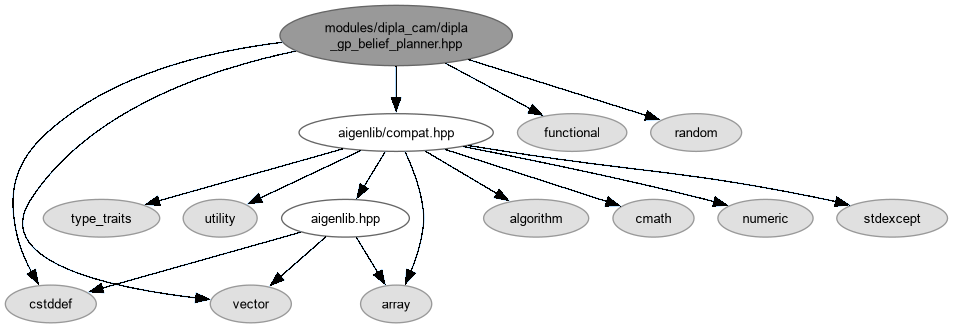 modules/dipla_cam/dipla
_gp_belief_planner.hpp
aigenlib/compat.hpp
functional
random
type_traits
utility
aigenlib.hpp
algorithm
cmath
numeric
stdexcept
cstddef
vector
array